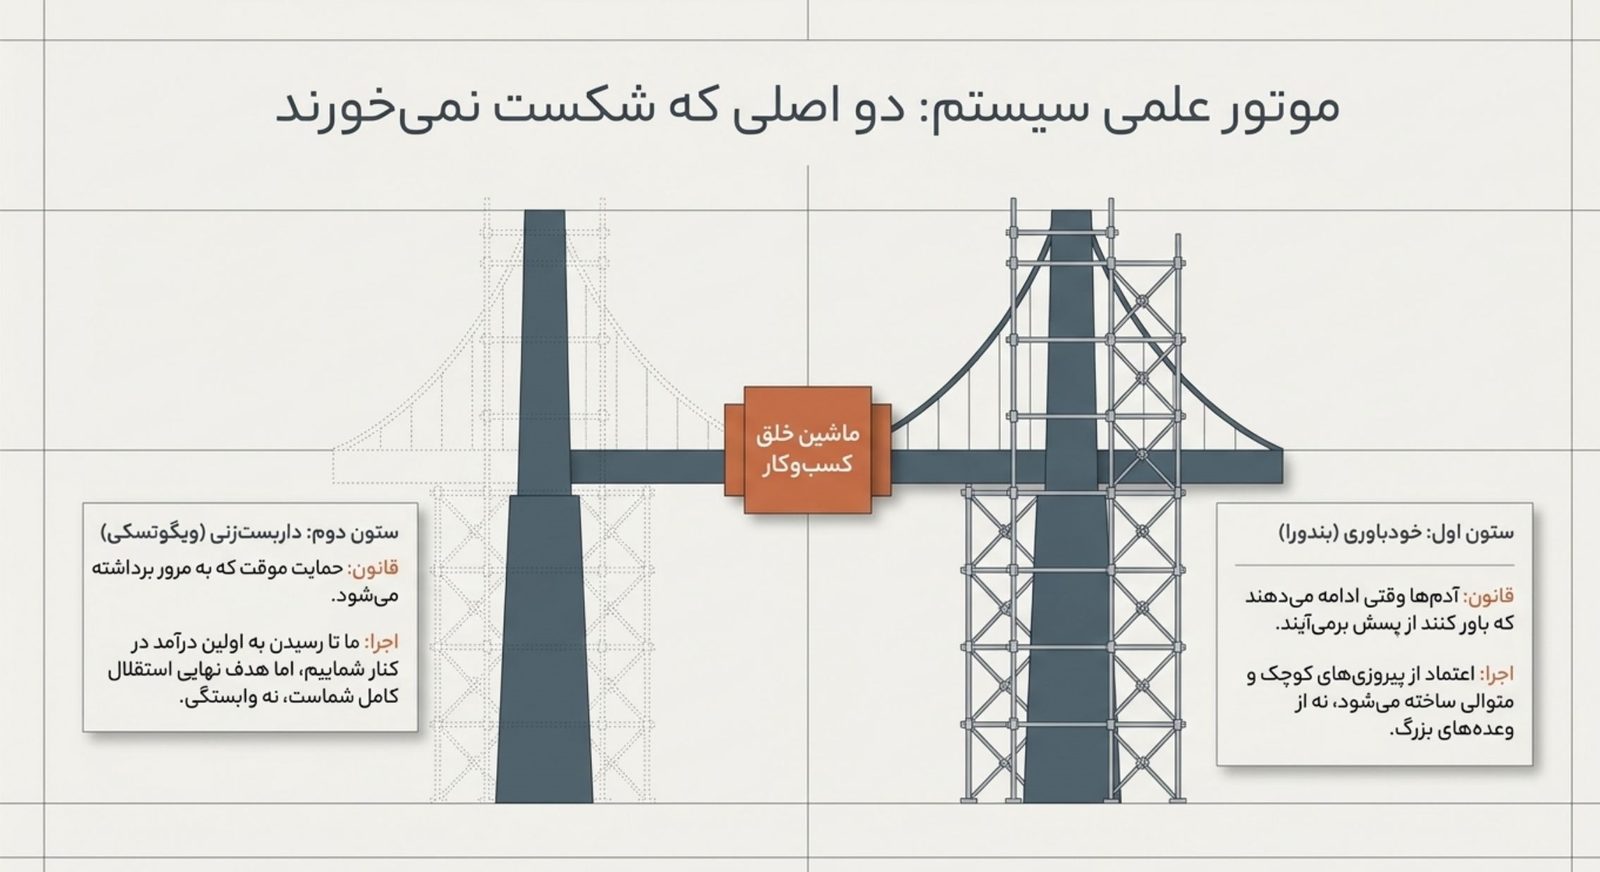 موتور علمی سیستم: دو اصلی که شکست نمی‌خورند
ماشین خلق
کسب‌وکار
ستون اول: خودباوری (بندورا)
قانون: آدم‌ها وقتی ادامه می‌دهند
که باور کنند از پسش برمی‌آیند.
اجرا: اعتماد از پیروزی‌های کوچک و
متوالی ساخته می‌شود، نه از
وعده‌های بزرگ.
ستون دوم: داربست‌زنی (ویگوتسکی)
قانون: حمایت موقت که به مرور برداشته
می‌شود.
اجرا: ما تا رسیدن به اولین درآمد در
کنار شماییم، اما هدف نهایی استقلال
کامل شماست، نه وابستگی.